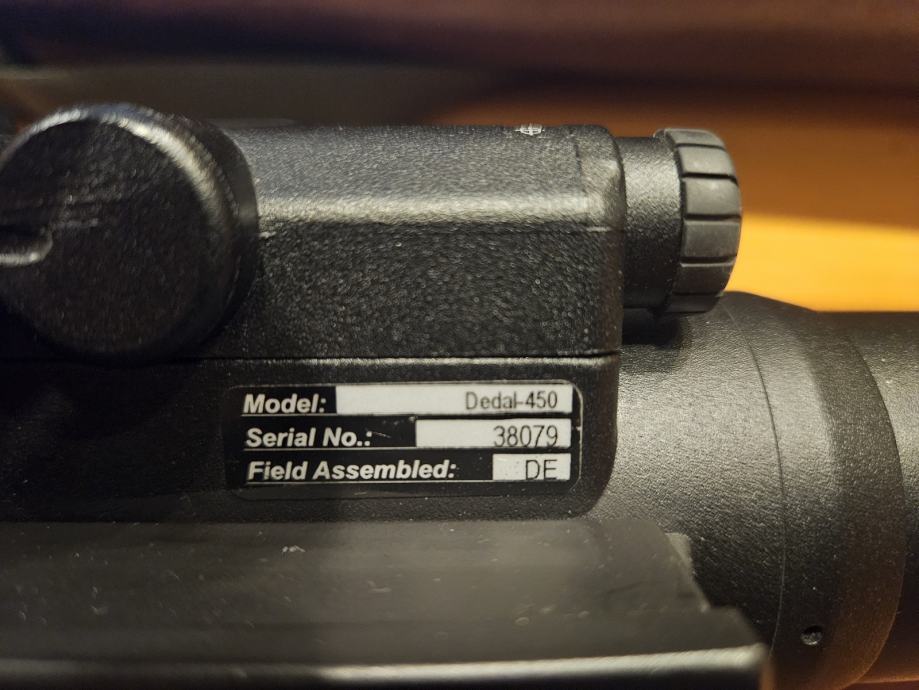 Model: Dedal-450
Serial No.: 38079
Field Assembled: DE